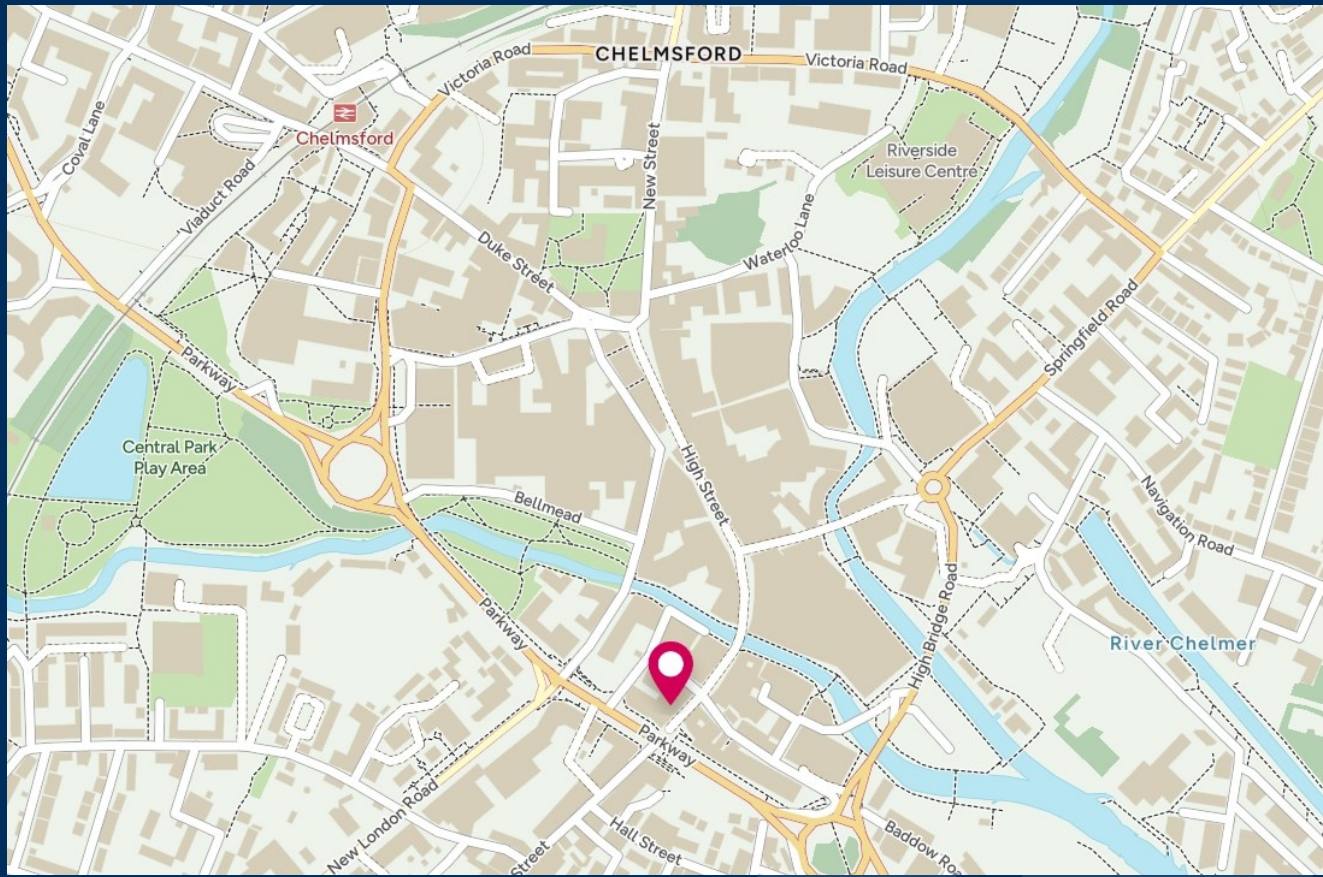 CHELMSFORD
Victoria Road
Victoria Road
Coval Lane
Chelmsford
Viaduct Road
New Street
Riverside
Leisure Centre
Duke Street
Waterloo Lane
Parkway
Springfield Road
Central Park
Play Area
High Street
Bellmead
Navigation Road
High Bridge Road
Parkway
River Chelmer
Parkway
New London Road
Hall Street
Street
Baddow Roa